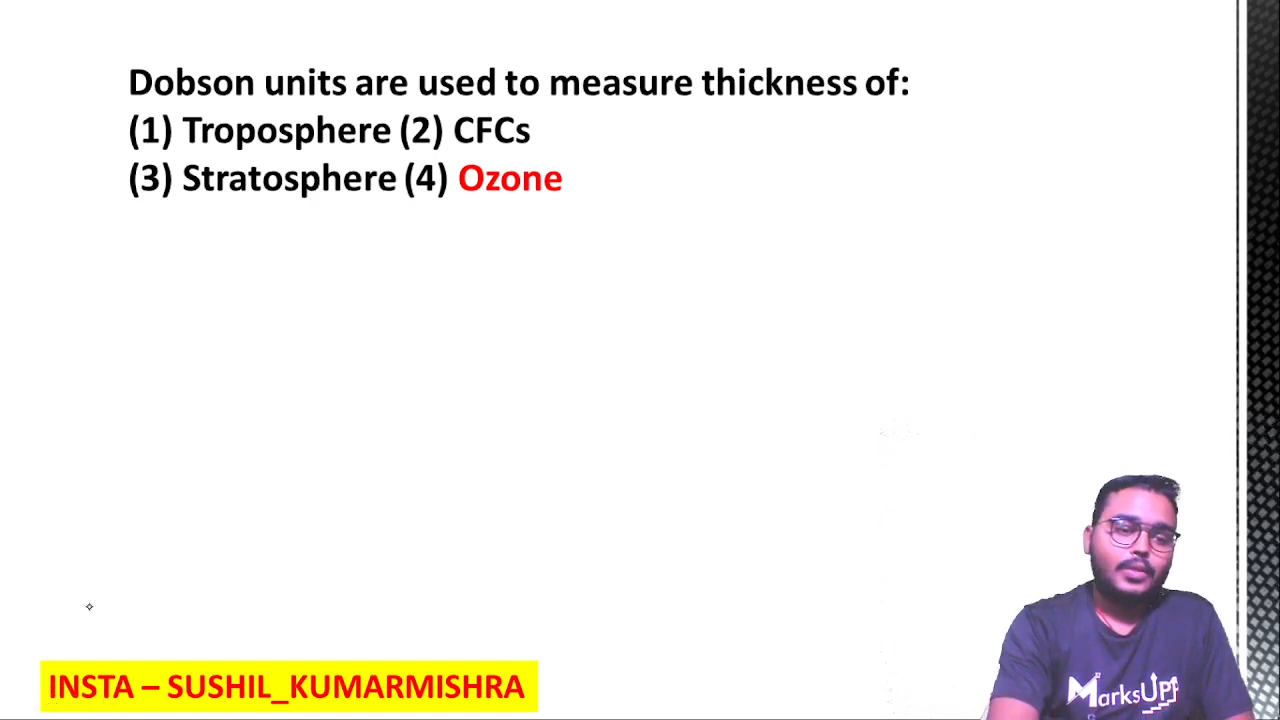 Dobson units are used to measure thickness of:
(1) Troposphere (2) CFCs
(3) Stratosphere (4) Ozone
INSTA – SUSHIL_KUMARMISHRA
MarksUP